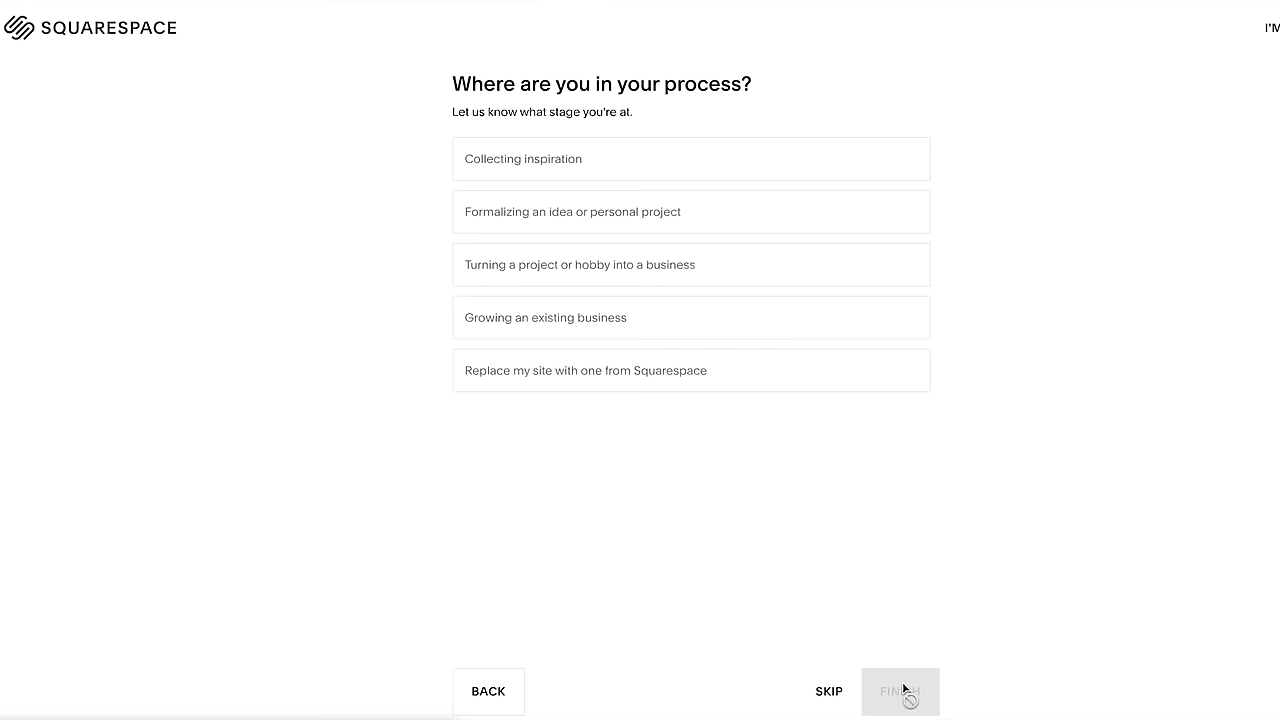 SQUARESPACE
I'M
Where are you in your process?
Let us know what stage you're at.
Collecting inspiration
Formalizing an idea or personal project
Turning a project or hobby into a business
Growing an existing business
Replace my site with one from Squarespace
BACK
SKIP
FINISH